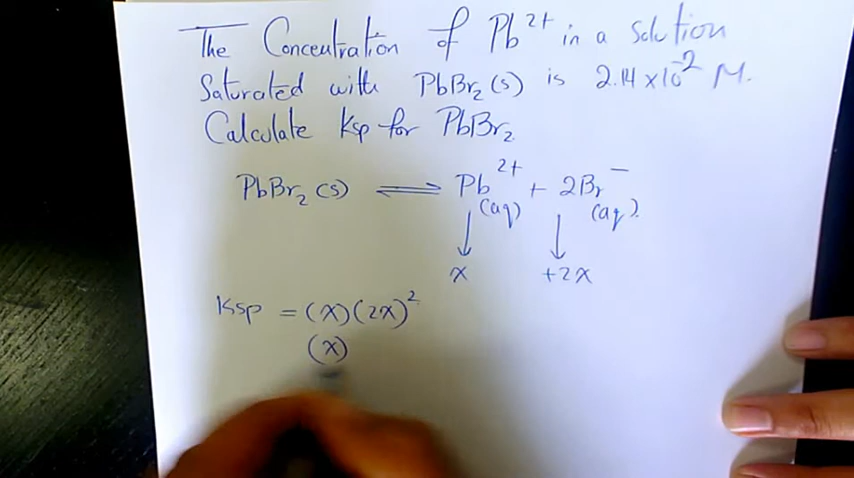 The Concentration of Pb²⁺ in a solution
Saturated with PbBr₂(s) is 2.14 x10⁻² M.
Calculate Ksp for PbBr₂
PbBr₂(s) ⇌ Pb²⁺(aq) + 2Br⁻(aq).
↓ ↓
x +2x
Ksp = (x)(2x)²
(x)